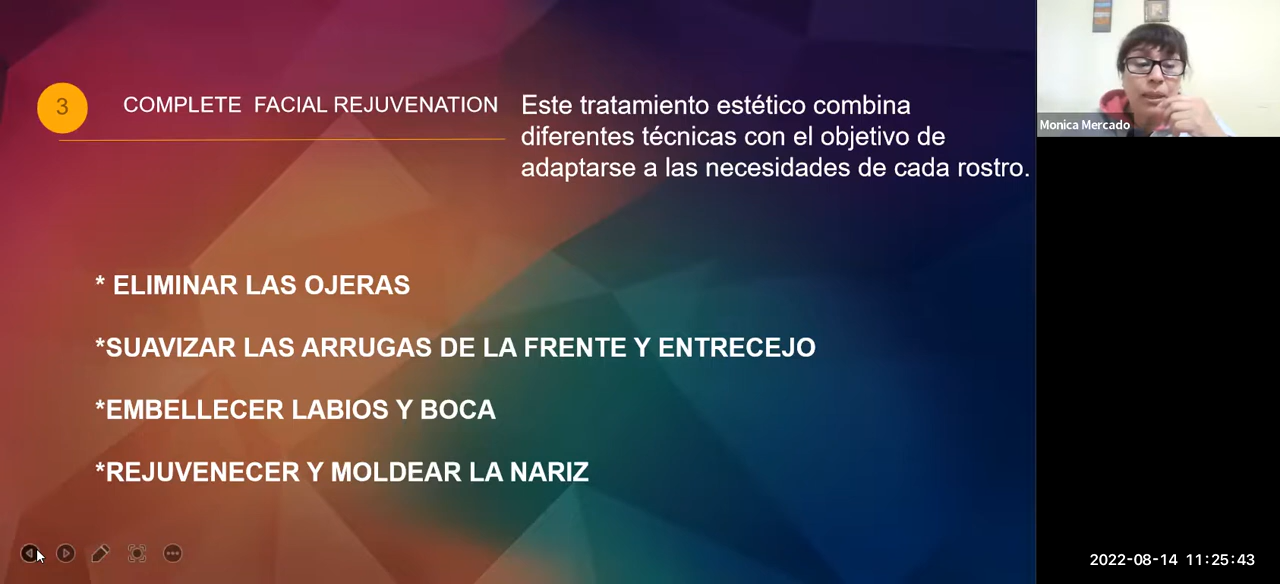 3
COMPLETE FACIAL REJUVENATION
Este tratamiento estético combina
diferentes técnicas con el objetivo de
adaptarse a las necesidades de cada rostro.
* ELIMINAR LAS OJERAS
*SUAVIZAR LAS ARRUGAS DE LA FRENTE Y ENTRECEJO
*EMBELLECER LABIOS Y BOCA
*REJUVENECER Y MOLDEAR LA NARIZ
Monica Mercado
2022-08-14 11:25:43